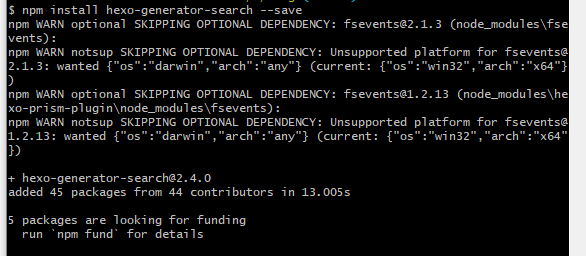 $ npm install hexo-generator-search --save
npm WARN optional SKIPPING OPTIONAL DEPENDENCY: fsevents@2.1.3 (node_modules\fse
vents):
npm WARN notsup SKIPPING OPTIONAL DEPENDENCY: Unsupported platform for fsevents@
2.1.3: wanted {"os":"darwin","arch":"any"} (current: {"os":"win32","arch":"x64"}
)
npm WARN optional SKIPPING OPTIONAL DEPENDENCY: fsevents@1.2.13 (node_modules\he
xo-prism-plugin\node_modules\fsevents):
npm WARN notsup SKIPPING OPTIONAL DEPENDENCY: Unsupported platform for fsevents@
1.2.13: wanted {"os":"darwin","arch":"any"} (current: {"os":"win32","arch":"x64"
})
+ hexo-generator-search@2.4.0
added 45 packages from 44 contributors in 13.005s
5 packages are looking for funding
run `npm fund` for details